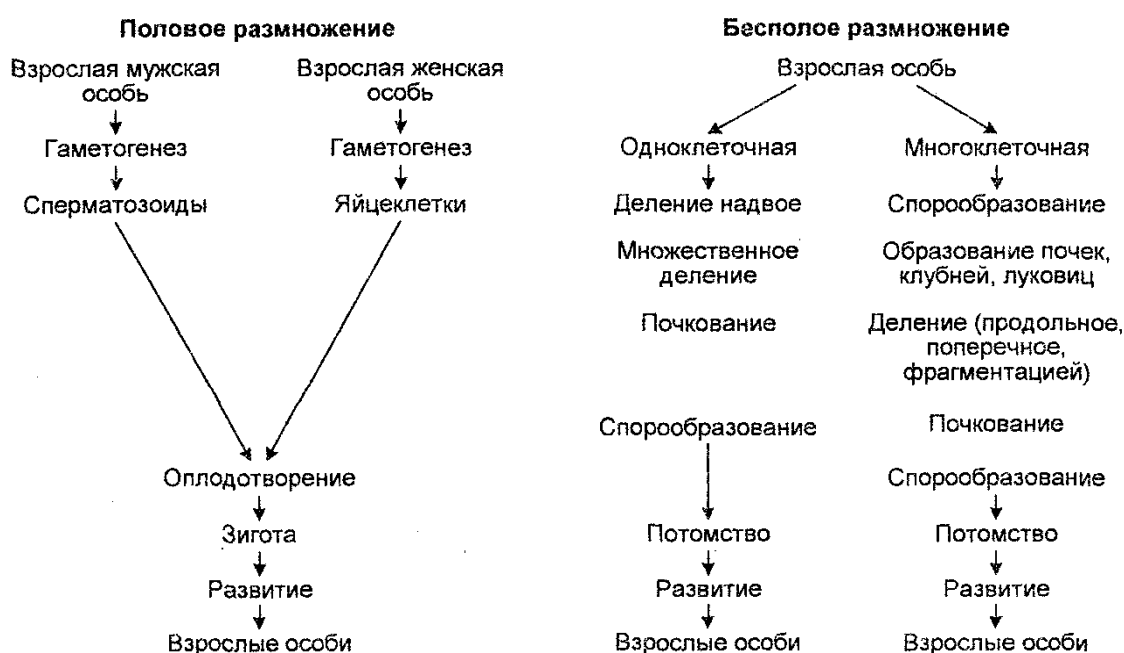 Половое размножение
Взрослая мужская
особь
Взрослая женская
особь
Гаметогенез
Гаметогенез
Сперматозоиды
Яйцеклетки
Оплодотворение
Зигота
Развитие
Взрослые особи
Бесполое размножение
Взрослая особь
Одноклеточная
Деление надвое
Множественное
деление
Почкование
Спорообразование
Потомство
Развитие
Взрослые особи
Многоклеточная
Спорообразование
Образование почек,
клубней, луковиц
Деление (продольное,
поперечное,
фрагментацией)
Почкование
Спорообразование
Потомство
Развитие
Взрослые особи